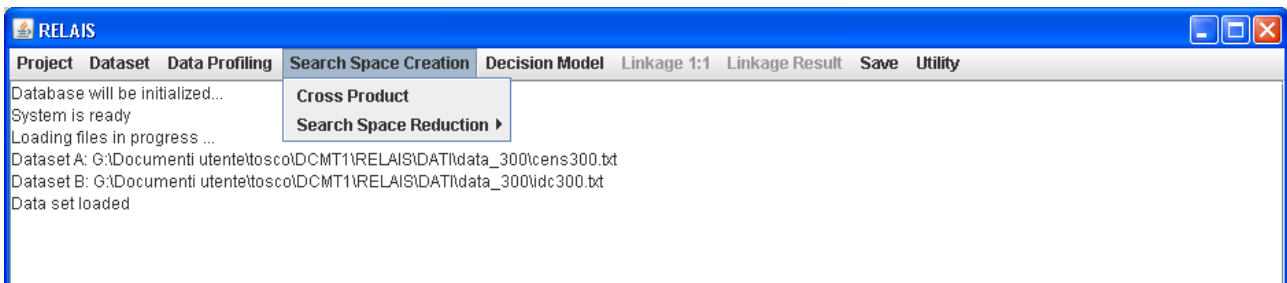 RELAIS
Project Dataset Data Profiling Search Space Creation Decision Model Linkage 1:1 Linkage Result Save Utility
Database will be initialized...
System is ready
Loading files in progress ...
Dataset A: G:\Documenti utente\tosco\DCMT1\RELAIS\DATI\data_300\cens300.txt
Dataset B: G:\Documenti utente\tosco\DCMT1\RELAIS\DATI\data_300\idc300.txt
Data set loaded
Cross Product
Search Space Reduction